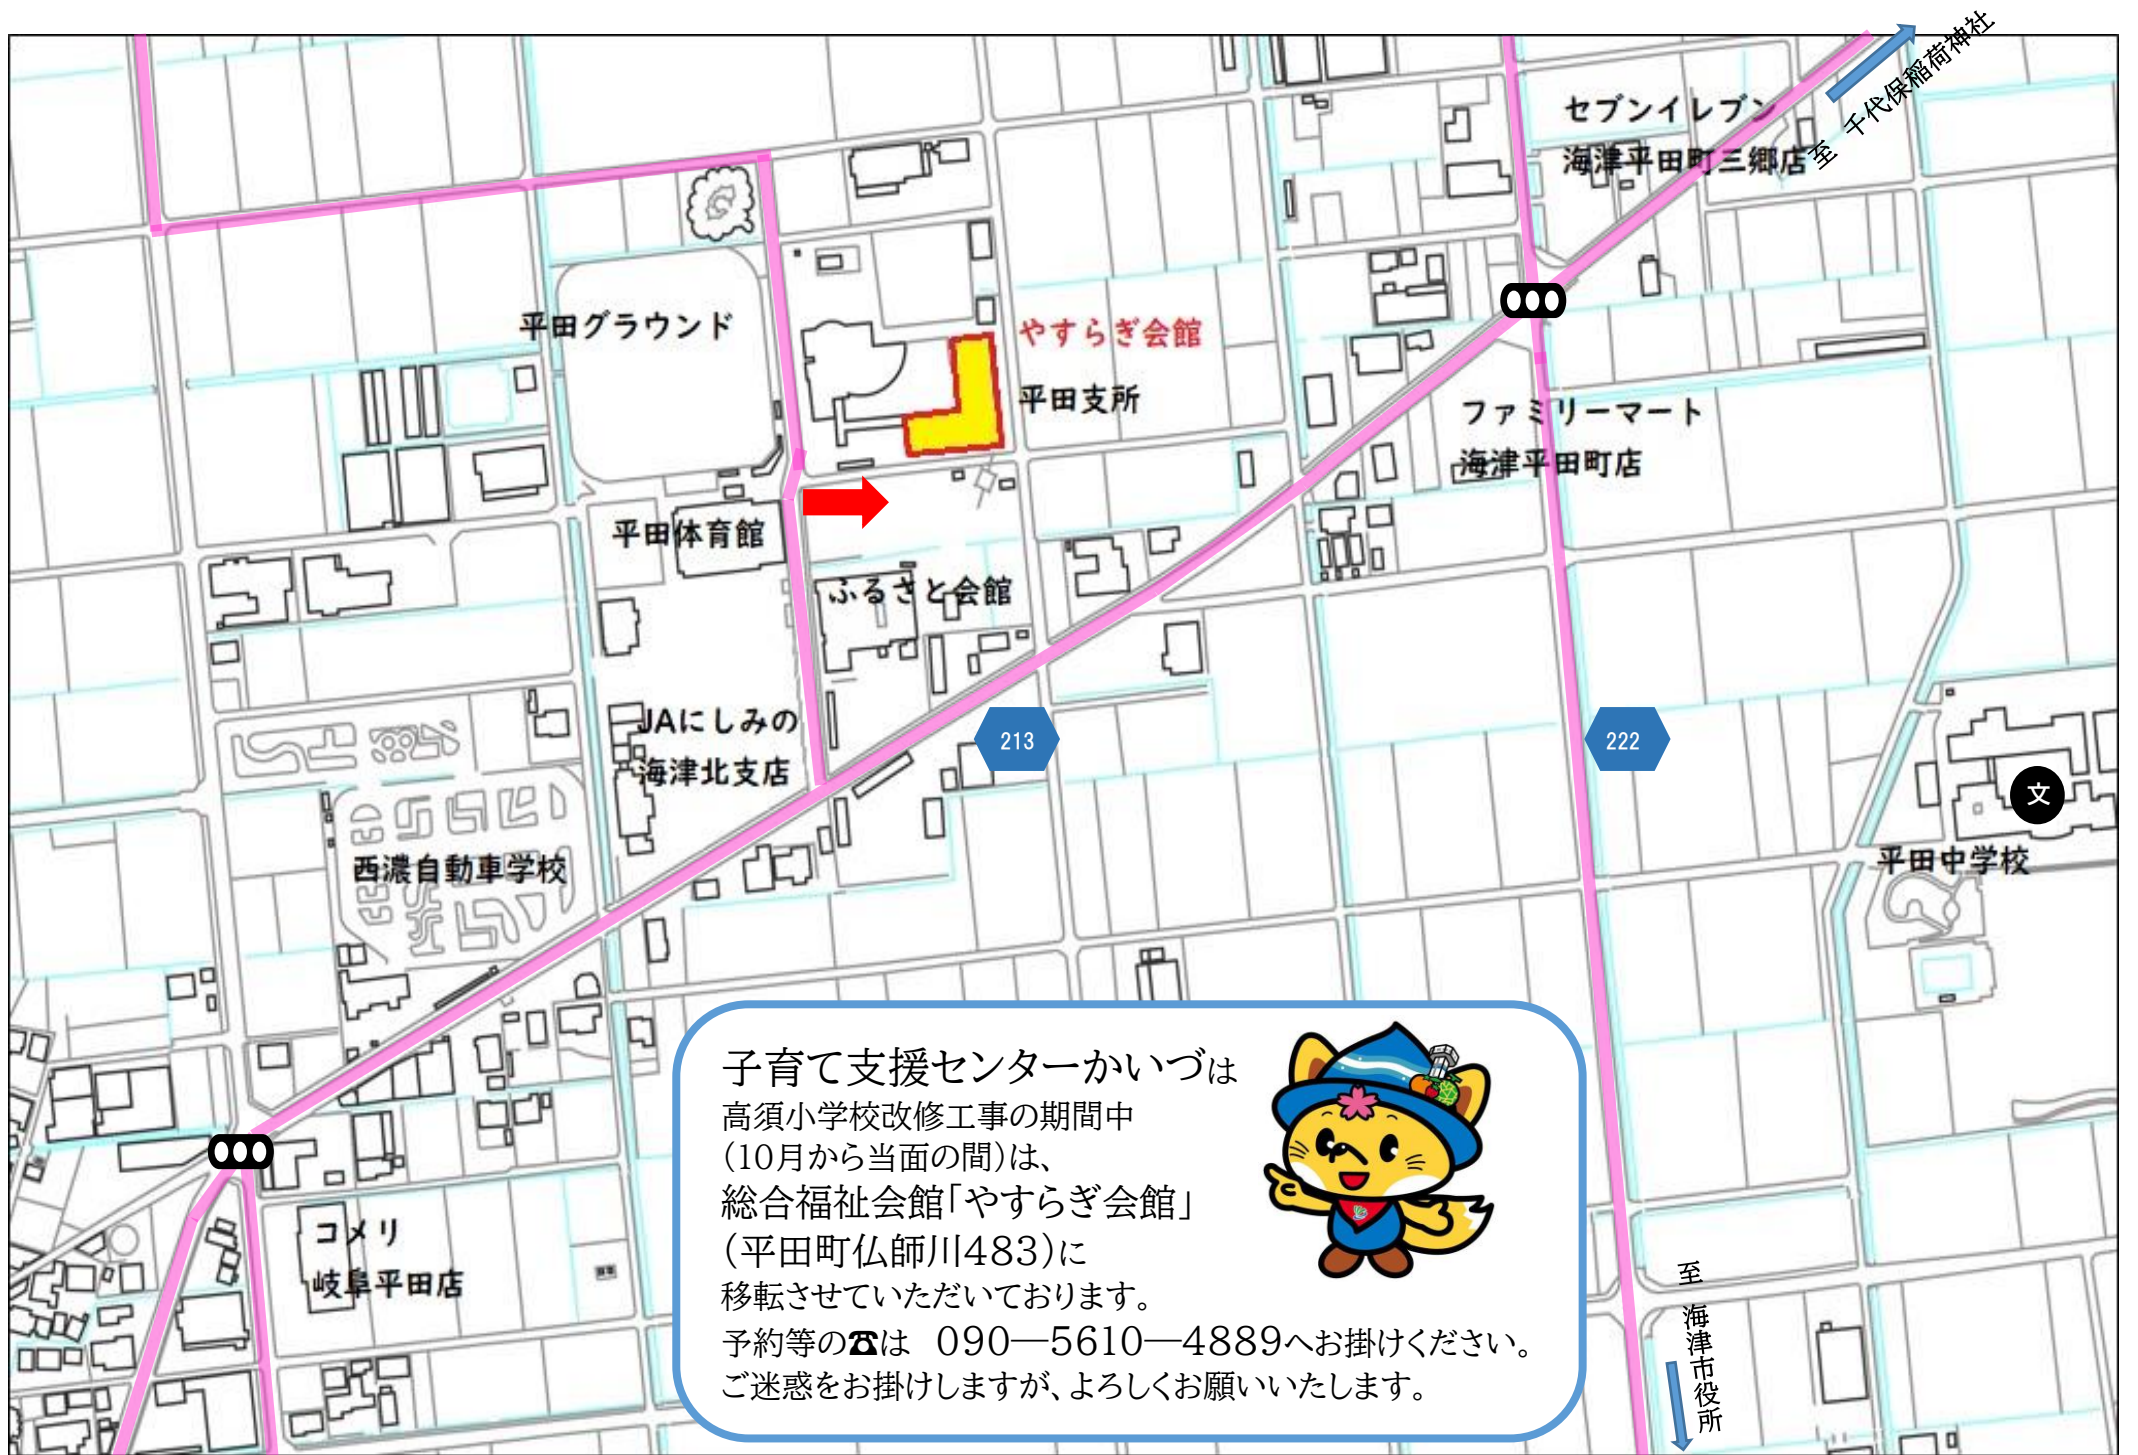 至　千代保稲荷神社
セブンイレブン
海津平田町三郷店
平田グラウンド
やすらぎ会館
平田支所
ファミリーマート
海津平田町店
平田体育館
ふるさと会館
JAにしみの
海津北支店
213
222
文
西濃自動車学校
平田中学校
子育て支援センターかいづは
高須小学校改修工事の期間中
（10月から当面の間）は、
総合福祉会館「やすらぎ会館」
（平田町仏師川483）に
移転させていただいております。
予約等の☎は　090―5610―4889へお掛けください。
ご迷惑をお掛けしますが、よろしくお願いいたします。
コメリ
岐阜平田店
至　海津市役所